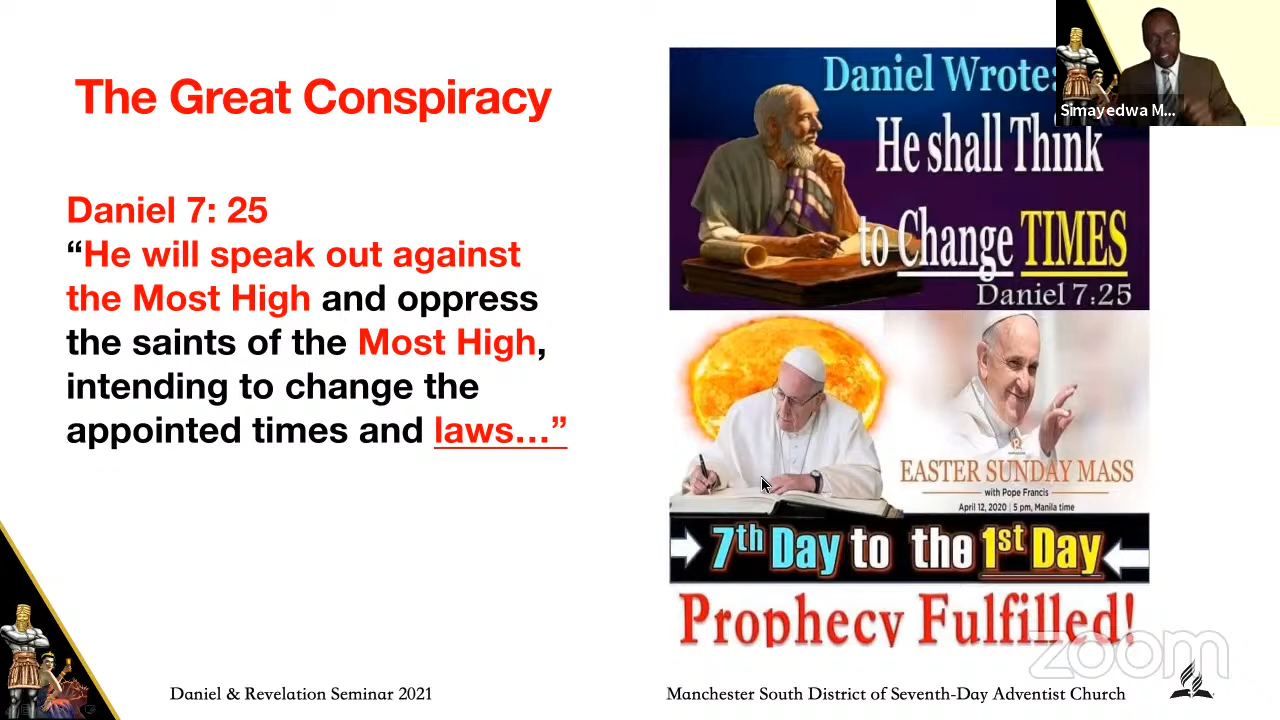 The Great Conspiracy
Daniel 7: 25
“He will speak out against
the Most High and oppress
the saints of the Most High,
intending to change the
appointed times and laws…”
Daniel Wrote:
He shall Think
to Change TIMES
Daniel 7:25
EASTER SUNDAY MASS
with Pope Francis
April 12, 2020 | 5 pm, Manila time
7th Day to the 1st Day
Prophecy Fulfilled!
Simayedwa M...
zoom
Daniel & Revelation Seminar 2021
Manchester South District of Seventh-Day Adventist Church